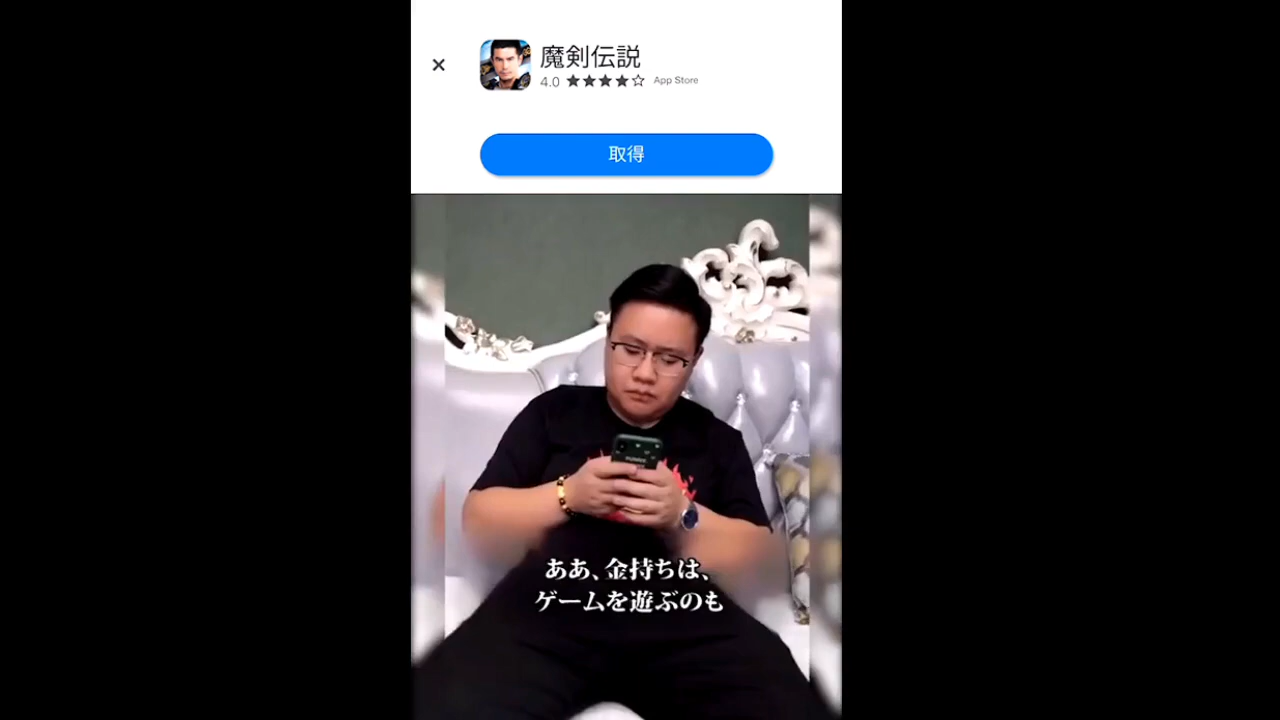 魔剣伝説
4.0 ★★★★☆ App Store
取得
ああ、金持ちは、
ゲームを遊ぶのも